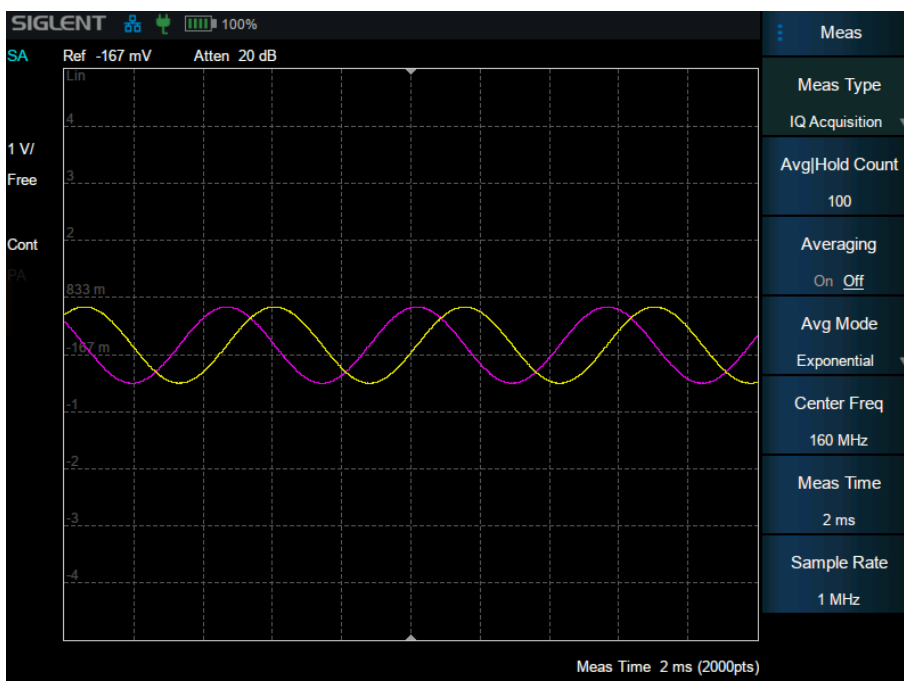 SIGLENT 100%
Meas
SA Ref -167 mV Atten 20 dB
Lin
Meas Type
IQ Acquisition
4
1 V/
Avg|Hold Count
100
Free
3
2
Cont
Averaging
On Off
PA
833 m
Avg Mode
Exponential
-167 m
-1
Center Freq
160 MHz
-2
Meas Time
2 ms
-3
Sample Rate
1 MHz
-4
Meas Time 2 ms (2000pts)